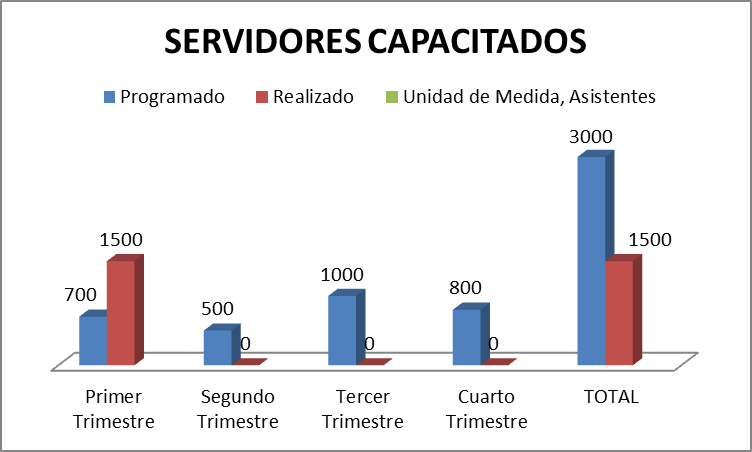 SERVIDORES CAPACITADOS
Programado Realizado Unidad de Medida, Asistentes
3000
1500
1500
1000
700
500
800
0
0
0
Primer Trimestre
Segundo Trimestre
Tercer Trimestre
Cuarto Trimestre
TOTAL